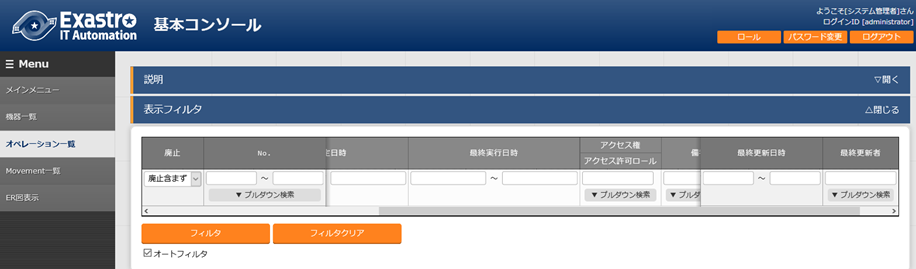 Exastro
IT Automation
基本コンソール
ようこそ[システム管理者]さん
ログインID [administrator]
ロール
パスワード変更
ログアウト
Menu
メインメニュー
機器一覧
オペレーション一覧
Movement一覧
ER図表示
説明
▽開く
表示フィルタ
△閉じる
廃止
No.
定日時
最終実行日時
アクセス権
アクセス許可ロール
備
最終更新日時
最終更新者
廃止含まず
～
～
～
▼ プルダウン検索
▼ プルダウン検索
▼ プルダ
▼ プルダウン検索
フィルタ
フィルタクリア
オートフィルタ